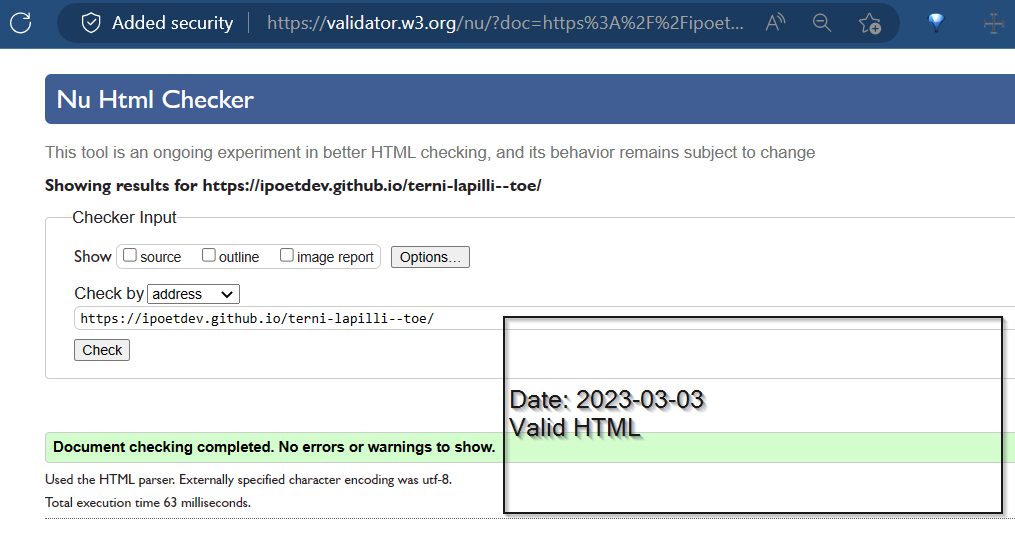 Added security https://validator.w3.org/nu/?doc=https%3A%2F%2Fipoet... A
Nu Html Checker
This tool is an ongoing experiment in better HTML checking, and its behavior remains subject to change
Showing results for https://ipoetdev.github.io/terni-lapilli--toe/
Checker Input
Show source outline image report Options...
Check by address
https://ipoetdev.github.io/terni-lapilli--toe/
Check
Date: 2023-03-03
Valid HTML
Document checking completed. No errors or warnings to show.
Used the HTML parser. Externally specified character encoding was utf-8.
Total execution time 63 milliseconds.